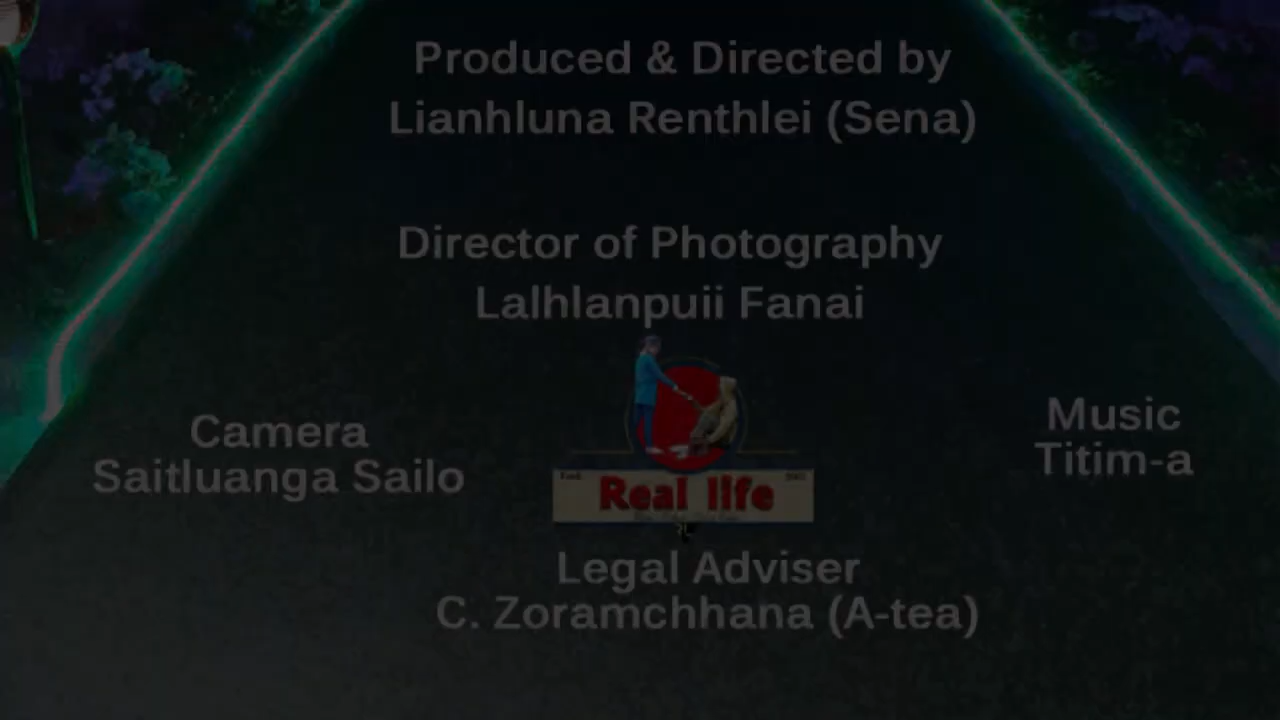 Produced & Directed by
Lianhluna Renthlei (Sena)
Director of Photography
Lalhlanpuii Fanai
Camera
Saitluanga Sailo
Music
Titim-a
Real life
Legal Adviser
C. Zoramchhana (A-tea)